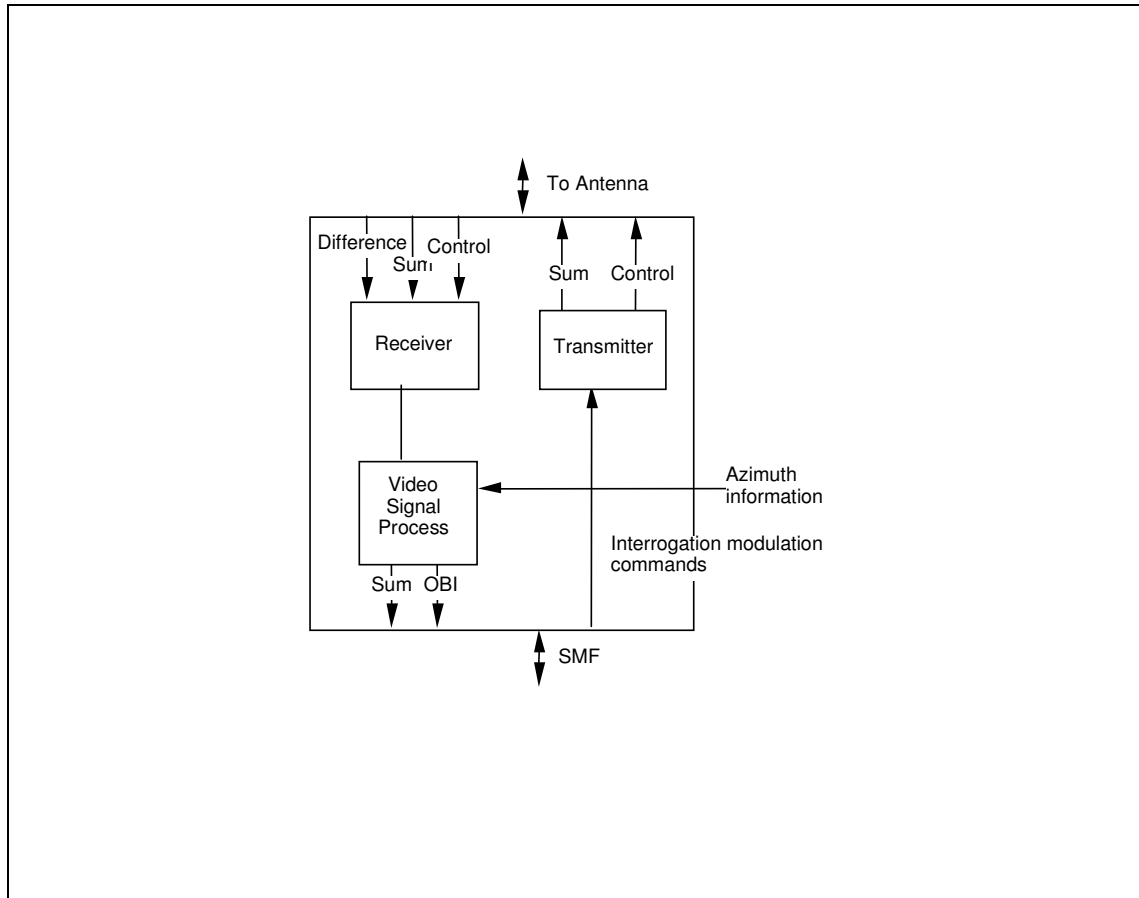 To Antenna
Difference
Sum
Control
Sum
Control
Receiver
Transmitter
Video
Signal
Process
Azimuth
information
Interrogation modulation
commands
Sum
OBI
SMF